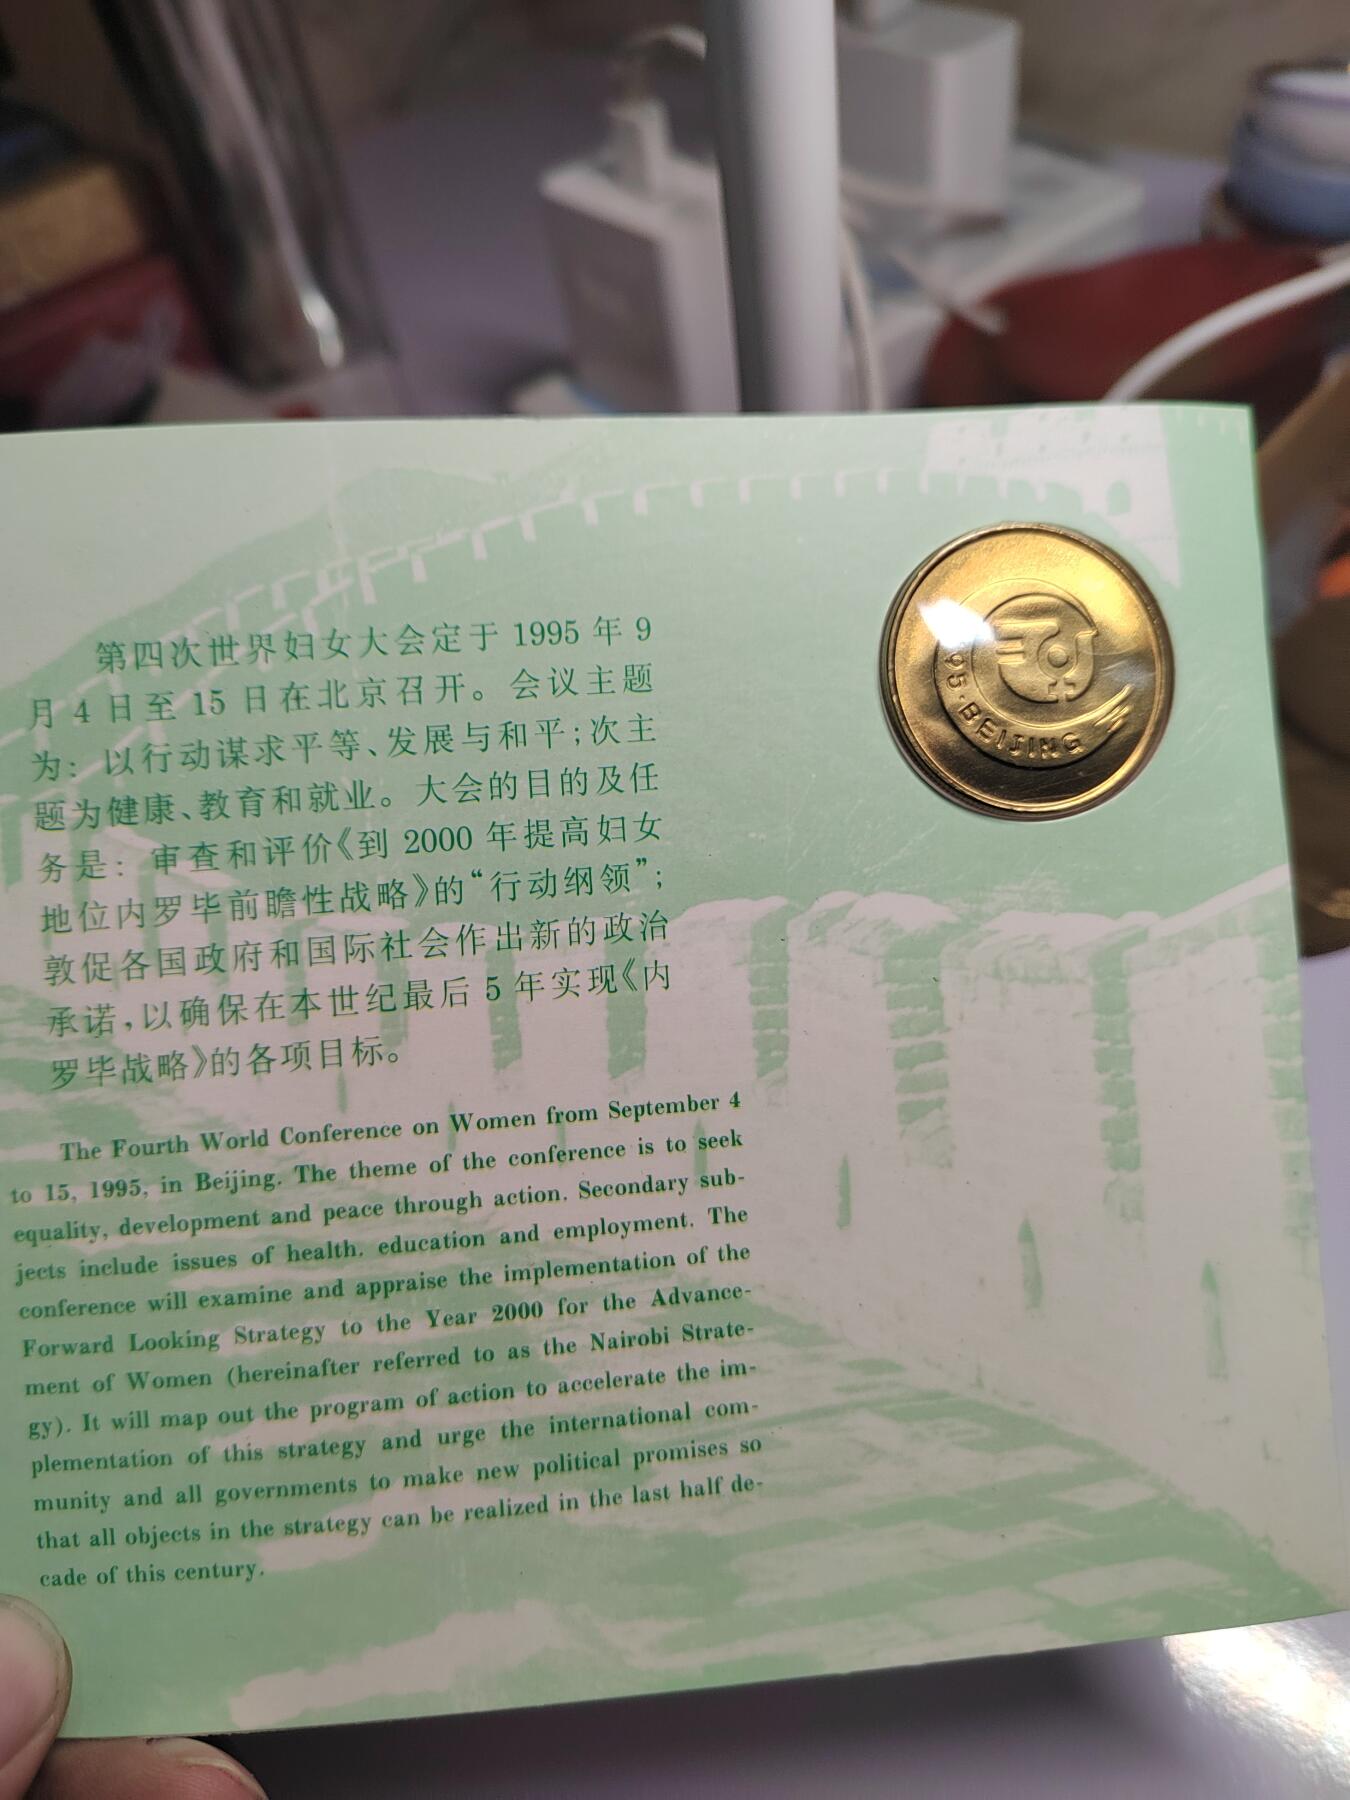 第四次世界妇女大会定于 1995 年 9
月 4 日至 15 日在北京召开。会议主题
为：以行动谋求平等、发展与和平；次主
题为健康、教育和就业。大会的目的及任
务是：审查和评价《到 2000 年提高妇女
地位内罗毕前瞻性战略》的“行动纲领”；
敦促各国政府和国际社会作出新的政治
承诺，以确保在本世纪最后 5 年实现《内
罗毕战略》的各项目标。
The Fourth World Conference on Women from September 4
to 15, 1995, in Beijing. The theme of the conference is to seek
equality, development and peace through action. Secondary sub-
jects include issues of health, education and employment. The
conference will examine and appraise the implementation of the
Forward Looking Strategy to the Year 2000 for the Advance-
ment of Women (hereinafter referred to as the Nairobi Strate-
gy). It will map out the program of action to accelerate the im-
plementation of this strategy and urge the international com-
munity and all governments to make new political promises so
that all objects in the strategy can be realized in the last half de-
cade of this century.
95·BEIJING